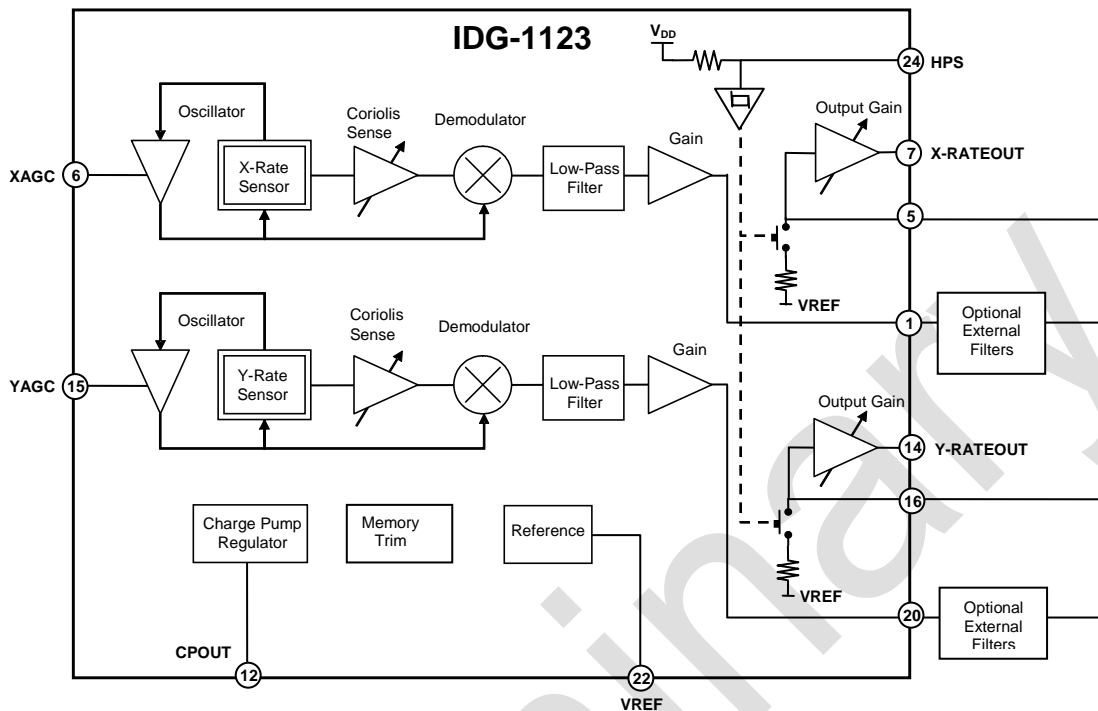 IDG-1123
VDD
24 HPS
Oscillator
Coriolis
Sense
Demodulator
Gain
Output Gain
XAGC 6
X-Rate
Sensor
Low-Pass
Filter
7 X-RATEOUT
5
VREF
1
Optional
External
Filters
Oscillator
Coriolis
Sense
Demodulator
Gain
YAGC 15
Y-Rate
Sensor
Low-Pass
Filter
Output Gain
14 Y-RATEOUT
16
Charge Pump
Regulator
Memory
Trim
Reference
VREF
20
Optional
External
Filters
CPOUT
12
22
VREF
inary